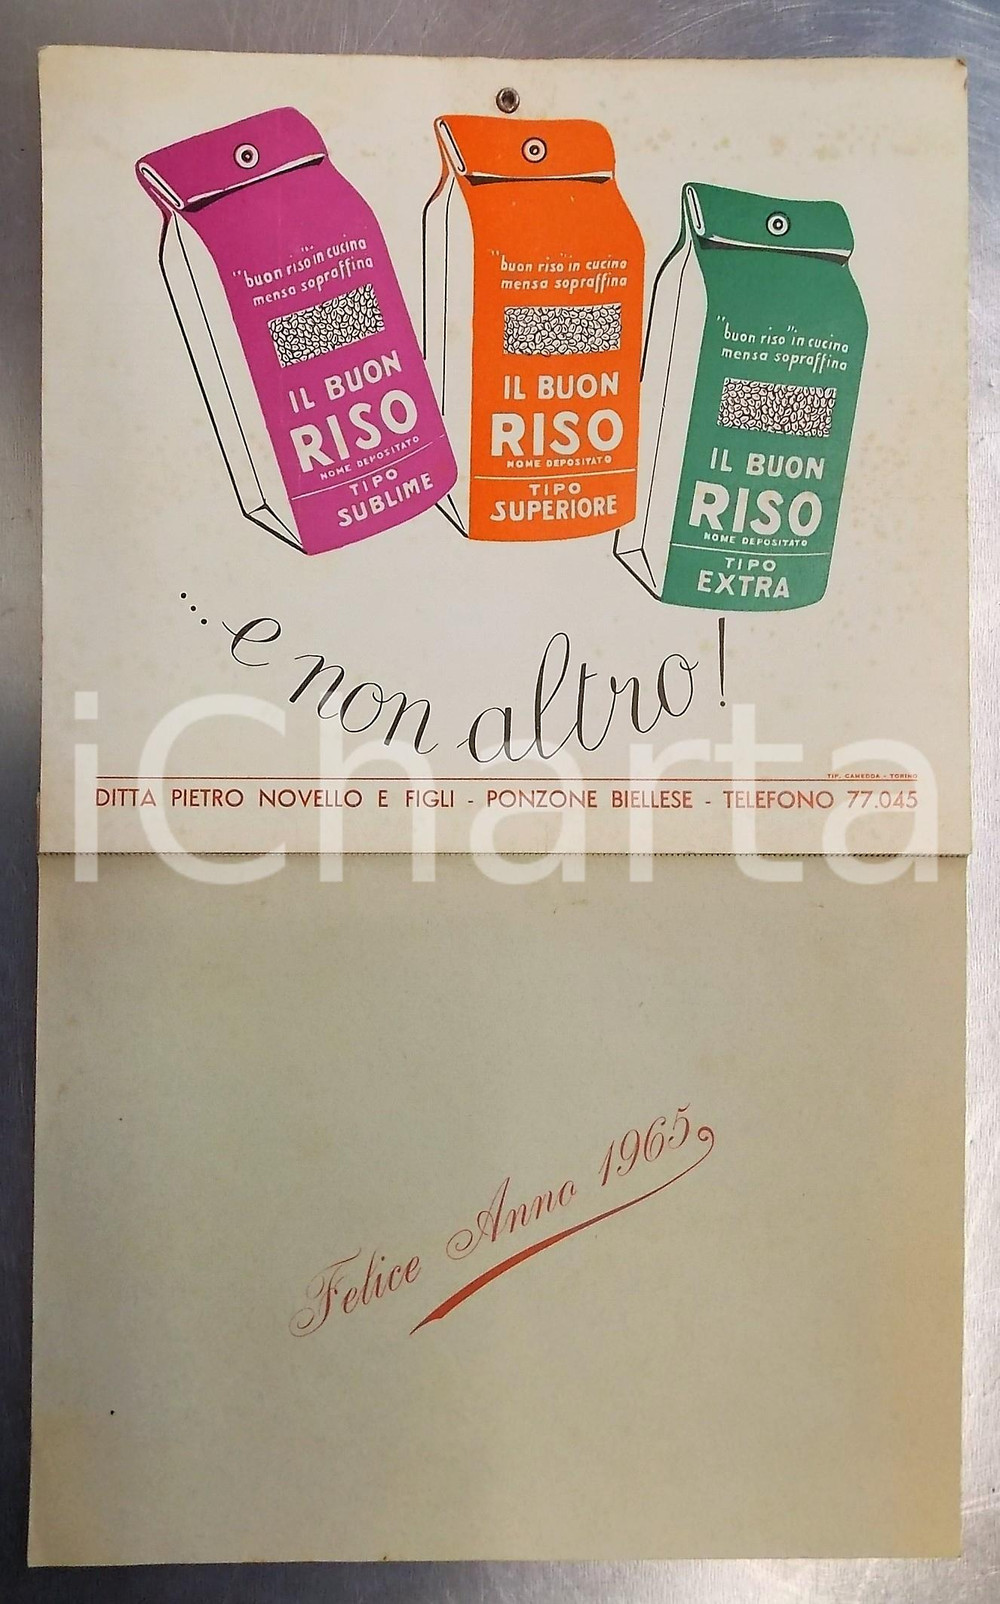 "buon riso" in cucina
mensa sopraffina
IL BUON
RISO
NOME DEPOSITATO
TIPO
SUBLIME
"buon riso" in cucina
mensa sopraffina
IL BUON
RISO
NOME DEPOSITATO
TIPO
SUPERIORE
"buon riso" in cucina
mensa sopraffina
IL BUON
RISO
NOME DEPOSITATO
TIPO
EXTRA
...e non altro!
TIP. CAMEDDA - TORINO
DITTA PIETRO NOVELLO E FIGLI - PONZONE BIELLESE - TELEFONO 77.045
iCharta
Felice Anno 1965